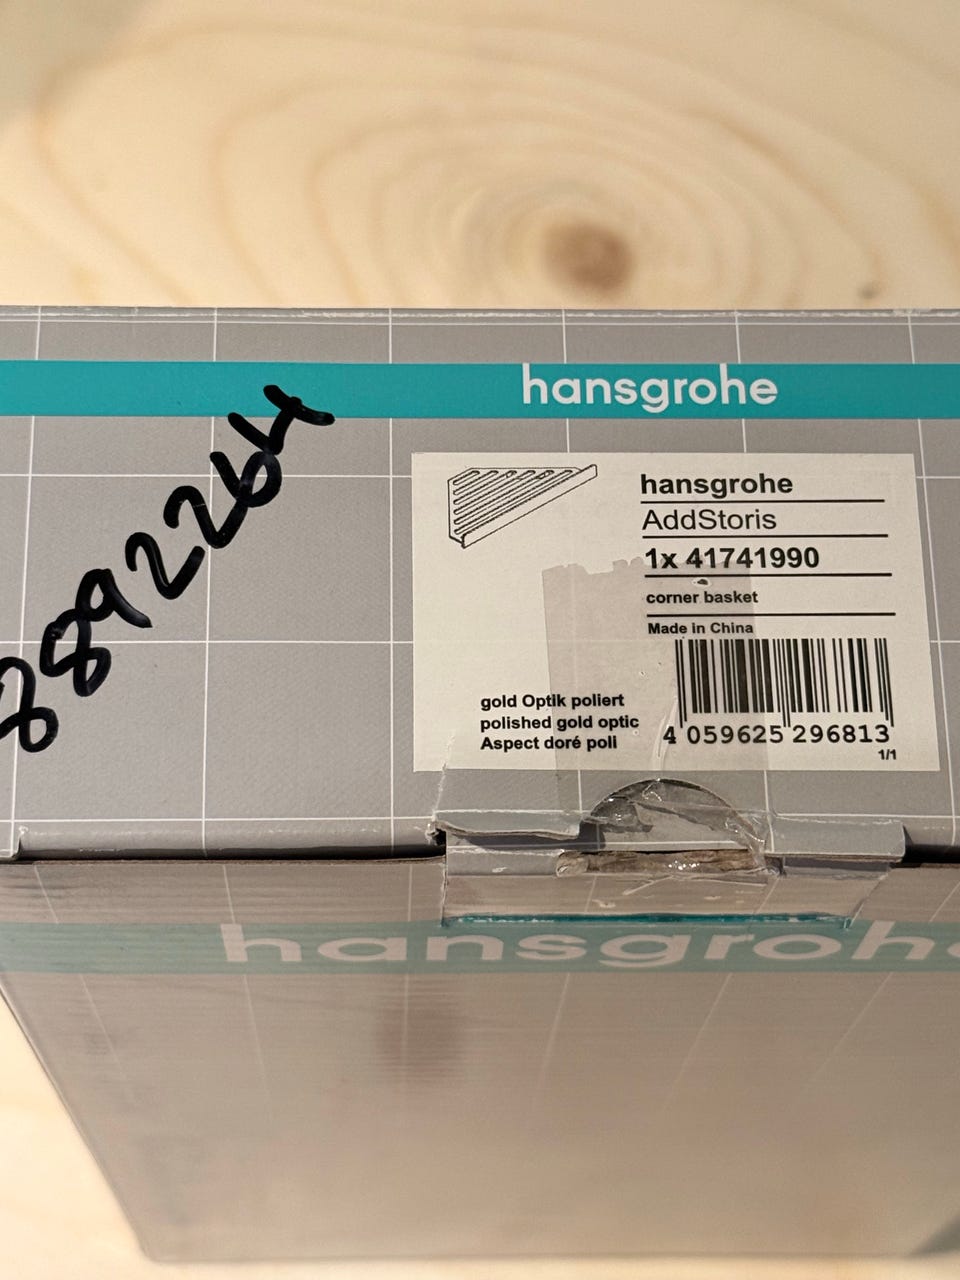 hansgrohe
8892264
hansgrohe
AddStoris
1x 41741990
corner basket
Made in China
gold Optik poliert
polished gold optic
Aspect doré poli
4 059625 296813
1/1
hansgrohe